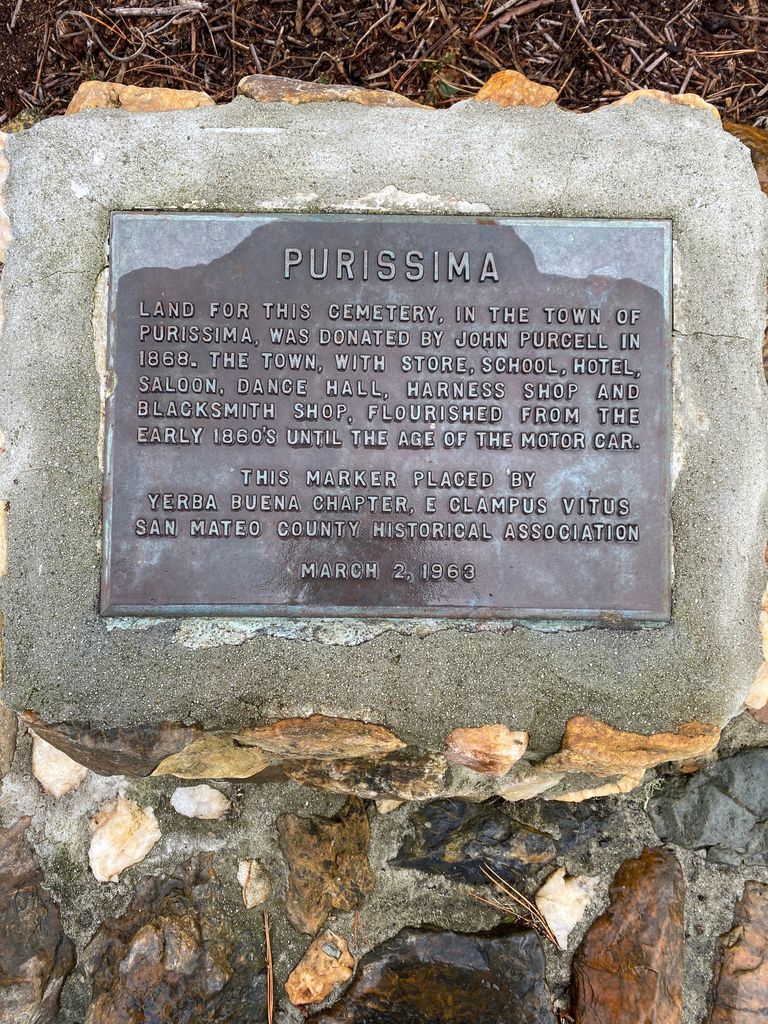 PURISSIMA
LAND FOR THIS CEMETERY, IN THE TOWN OF
PURISSIMA, WAS DONATED BY JOHN PURCELL IN
1868. THE TOWN, WITH STORE, SCHOOL, HOTEL,
SALOON, DANCE HALL, HARNESS SHOP AND
BLACKSMITH SHOP, FLOURISHED FROM THE
EARLY 1860'S UNTIL THE AGE OF THE MOTOR CAR.
THIS MARKER PLACED BY
YERBA BUENA CHAPTER, E CLAMPUS VITUS
SAN MATEO COUNTY HISTORICAL ASSOCIATION
MARCH 2, 1963